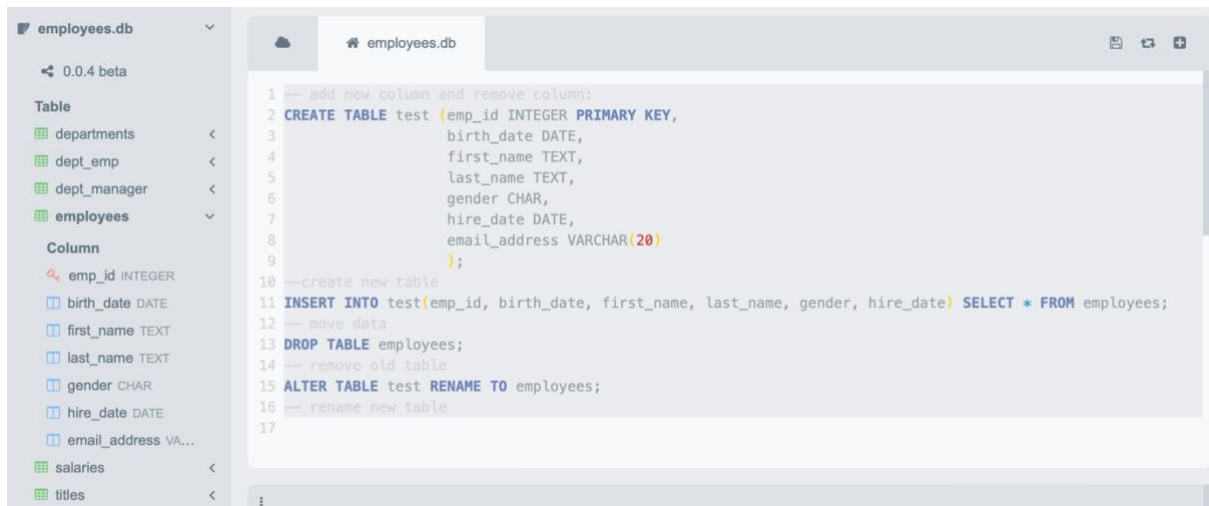 employees.db
0.0.4 beta
Table
departments
dept_emp
dept_manager
employees
Column
emp_id INTEGER
birth_date DATE
first_name TEXT
last_name TEXT
gender CHAR
hire_date DATE
email_address VA...
salaries
titles
employees.db
1 -- add new column and remove column:
2 CREATE TABLE test (emp_id INTEGER PRIMARY KEY,
3 birth_date DATE,
4 first_name TEXT,
5 last_name TEXT,
6 gender CHAR,
7 hire_date DATE,
8 email_address VARCHAR(20)
9 );
10 --create new table
11 INSERT INTO test(emp_id, birth_date, first_name, last_name, gender, hire_date) SELECT * FROM employees;
12 -- move data
13 DROP TABLE employees;
14 -- remove old table
15 ALTER TABLE test RENAME TO employees;
16 -- rename new table
17